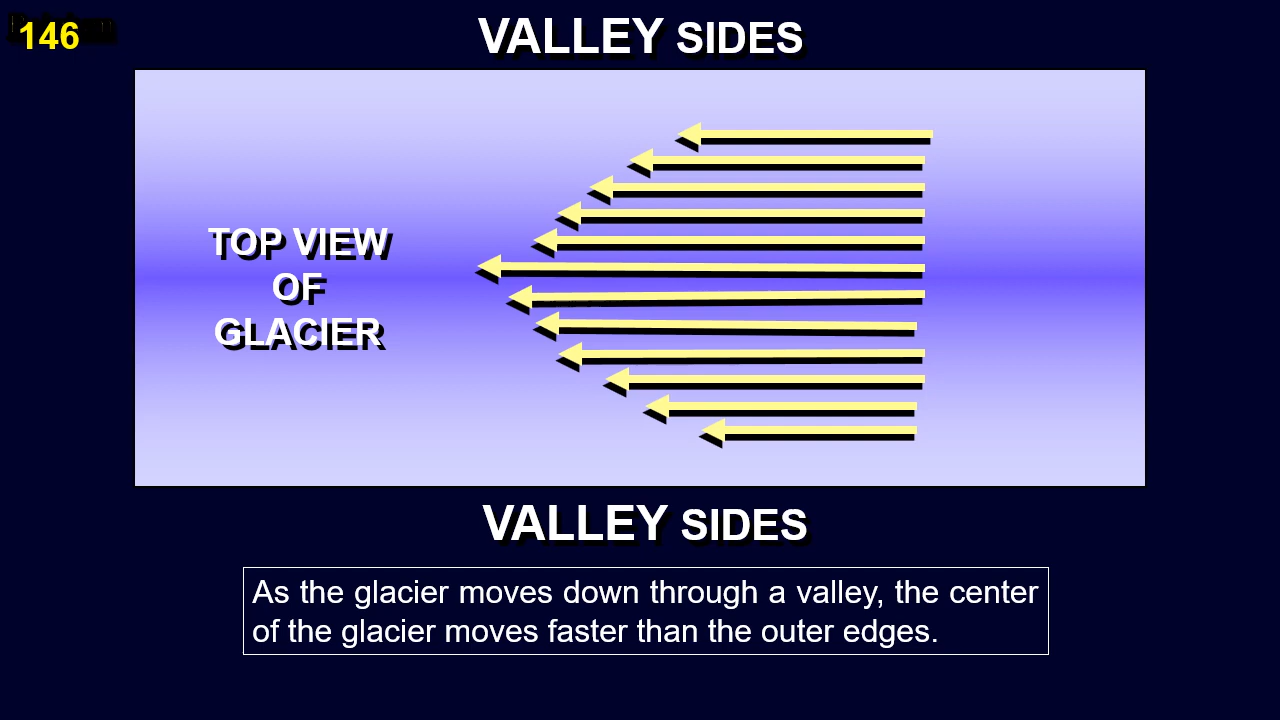 146
VALLEY SIDES
TOP VIEW
OF
GLACIER
VALLEY SIDES
As the glacier moves down through a valley, the center
of the glacier moves faster than the outer edges.